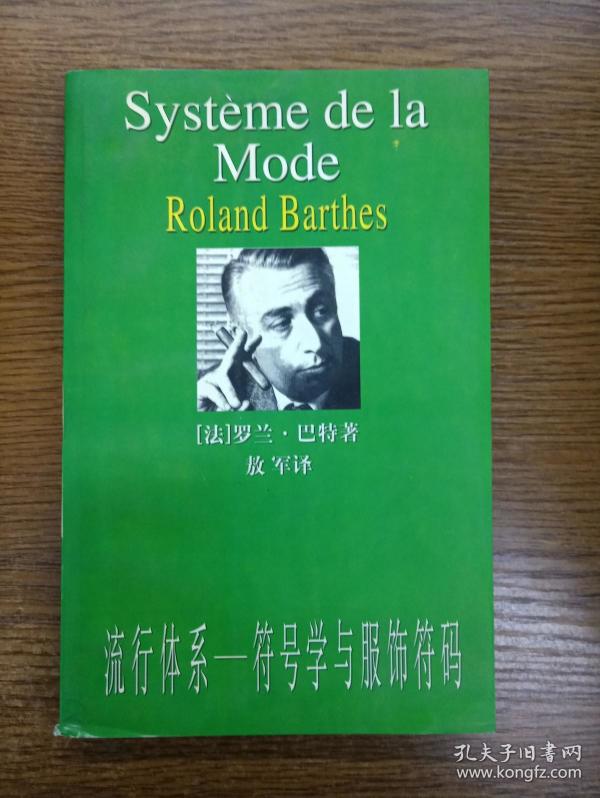 Système de la
Mode
Roland Barthes
[法]罗兰·巴特著
敖军译
流行体系—符号学与服饰符码
孔夫子旧书网
www.kongfz.com